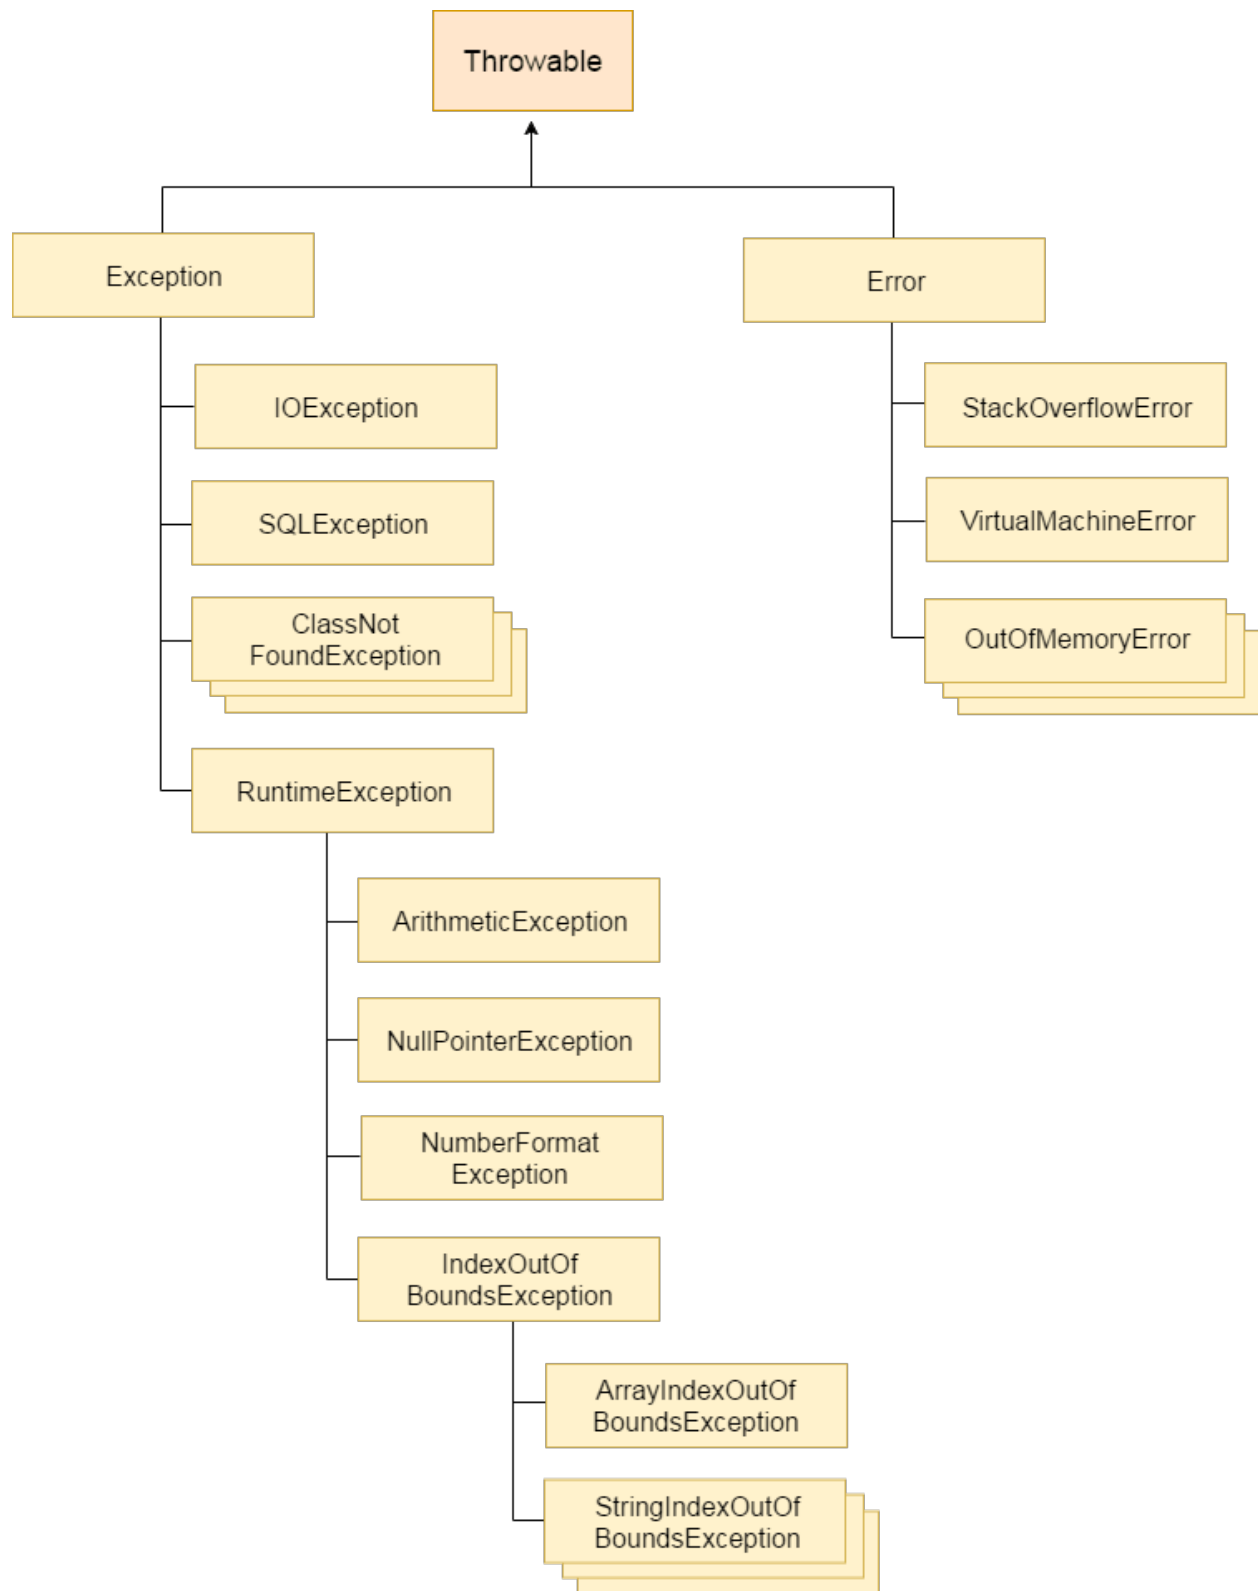 Throwable
Exception
Error
IOException
StackOverflowError
SQLException
VirtualMachineError
ClassNot
FoundException
OutOfMemoryError
RuntimeException
ArithmeticException
NullPointerException
NumberFormat
Exception
IndexOutOf
BoundsException
ArrayIndexOutOf
BoundsException
StringIndexOutOf
BoundsException